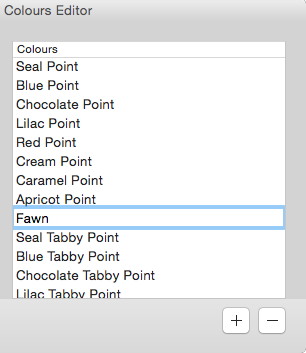 Colours Editor
Colours
Seal Point
Blue Point
Chocolate Point
Lilac Point
Red Point
Cream Point
Caramel Point
Apricot Point
Fawn
Seal Tabby Point
Blue Tabby Point
Chocolate Tabby Point
Lilac Tabby Point
+ −